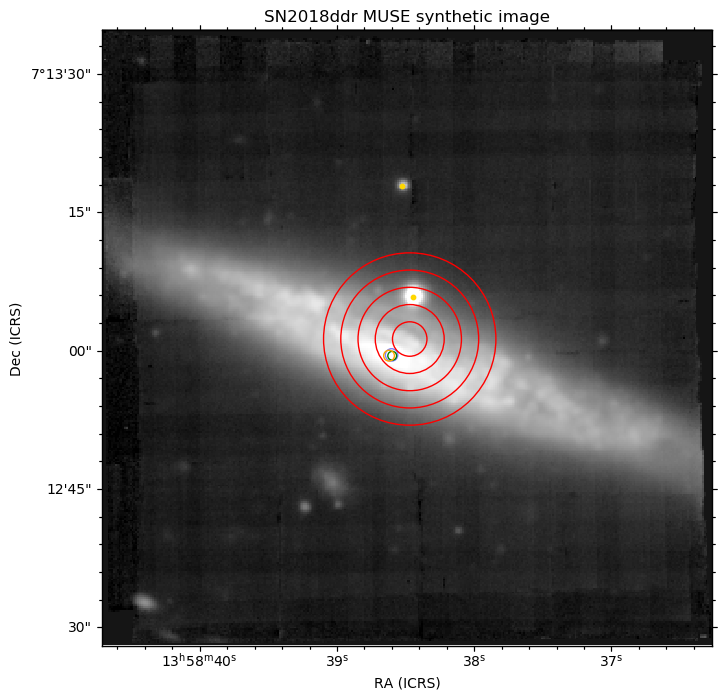 SN2018ddr MUSE synthetic image
7°13'30"
15"
00"
12'45"
30"
13ʰ58ᵐ40ˢ
39ˢ
38ˢ
37ˢ
RA (ICRS)
Dec (ICRS)